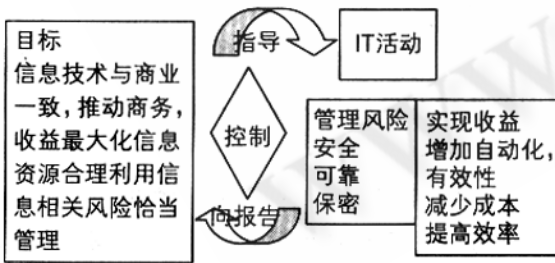 目标
信息技术与商业
一致,推动商务,
收益最大化信息
资源合理利用信
息相关风险恰当
管理
指导
控制
向报告
IT活动
管理风险
安全
可靠
保密
实现收益
增加自动化,
有效性
减少成本
提高效率